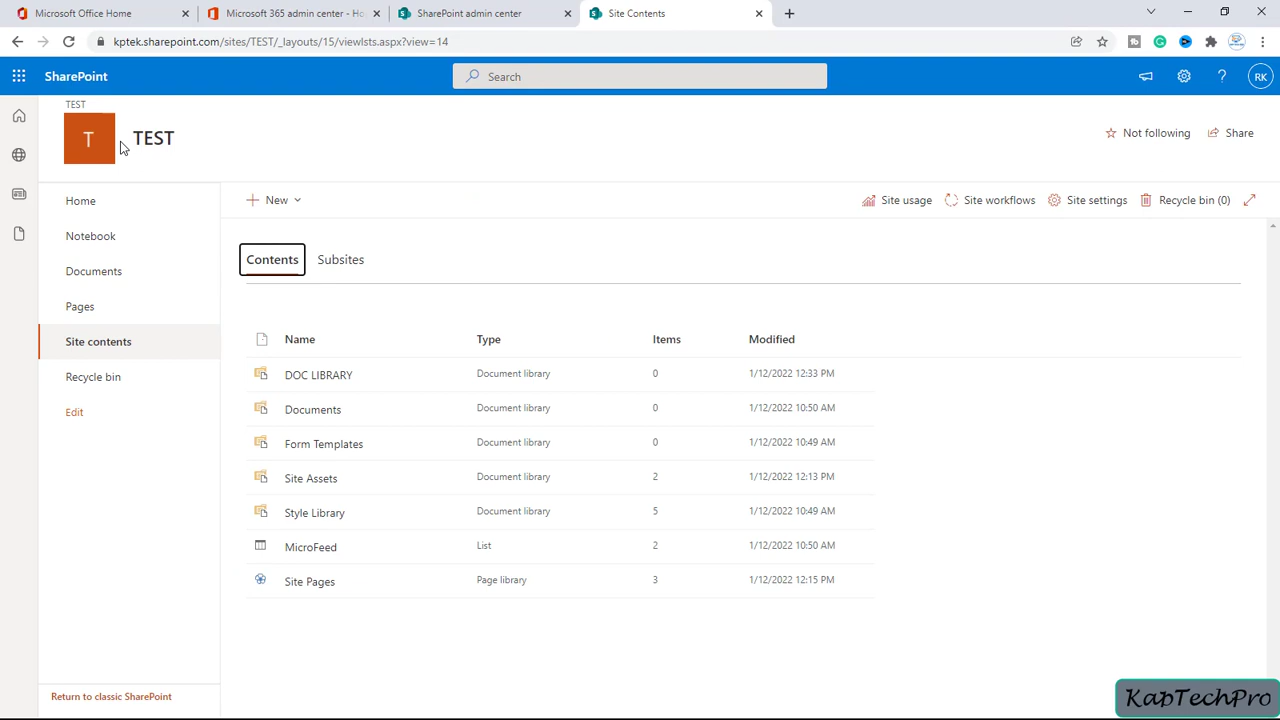 Microsoft Office Home
Microsoft 365 admin center - Ho
SharePoint admin center
Site Contents
kptek.sharepoint.com/sites/TEST/_layouts/15/viewlsts.aspx?view=14
SharePoint
Search
RK
TEST
T
TEST
Not following
Share
Home
Notebook
Documents
Pages
Site contents
Recycle bin
Edit
New
Site usage
Site workflows
Site settings
Recycle bin (0)
Contents
Subsites
Name Type Items Modified
DOC LIBRARY Document library 0 1/12/2022 12:33 PM
Documents Document library 0 1/12/2022 10:50 AM
Form Templates Document library 0 1/12/2022 10:49 AM
Site Assets Document library 2 1/12/2022 12:13 PM
Style Library Document library 5 1/12/2022 10:49 AM
MicroFeed List 2 1/12/2022 10:50 AM
Site Pages Page library 3 1/12/2022 12:15 PM
Return to classic SharePoint
KapTechPro